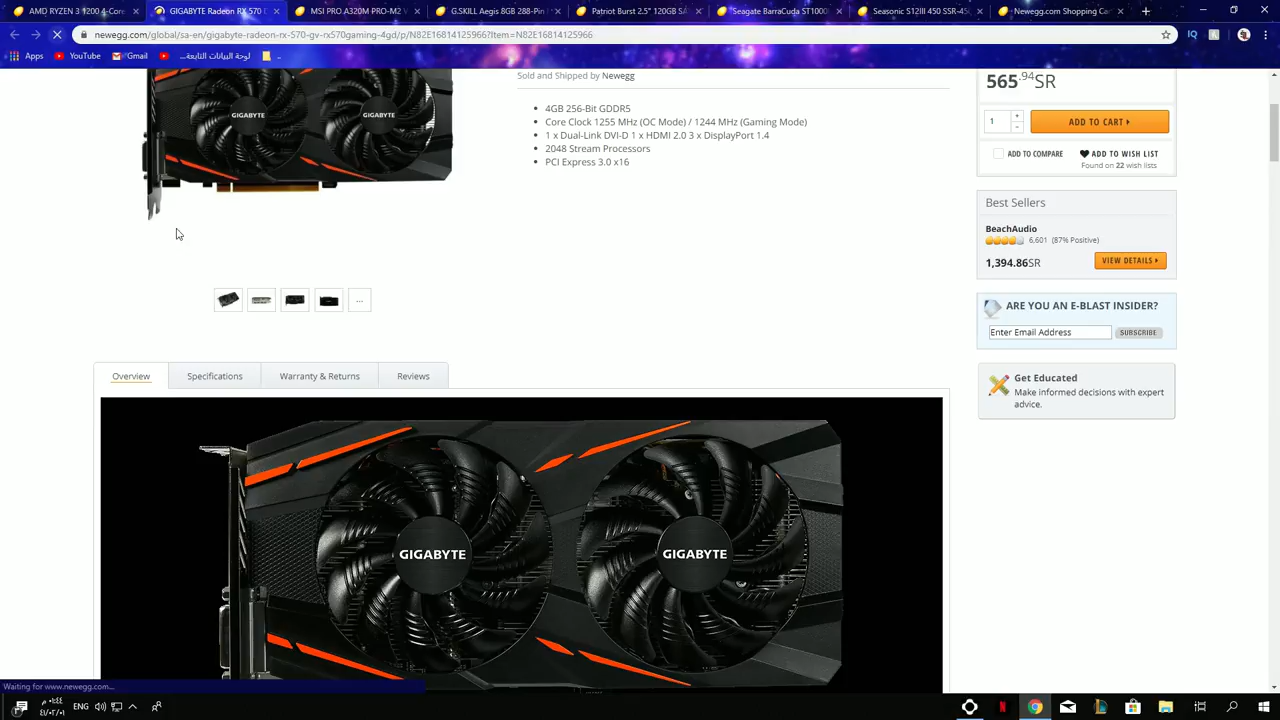 AMD RYZEN 3 1200 4-Core
GIGABYTE Radeon RX 570
MSI PRO A320M PRO-M2
G.SKILL Aegis 8GB 288-Pin
Patriot Burst 2.5" 120GB SA
Seagate BarraCuda ST1000
Seasonic S12III 450 SSR-45
Newegg.com Shopping Ca
newegg.com/global/sa-en/gigabyte-radeon-rx-570-gv-rx570gaming-4gd/p/N82E16814125966?Item=N82E16814125966
Apps
YouTube
Gmail
لوحة البيانات التابعة...
Sold and Shipped by Newegg
565.94SR
4GB 256-Bit GDDR5
Core Clock 1255 MHz (OC Mode) / 1244 MHz (Gaming Mode)
1 x Dual-Link DVI-D 1 x HDMI 2.0 3 x DisplayPort 1.4
2048 Stream Processors
PCI Express 3.0 x16
1
ADD TO CART
ADD TO COMPARE
ADD TO WISH LIST
Found on 22 wish lists
Best Sellers
BeachAudio
6,601 (87% Positive)
1,394.86SR
VIEW DETAILS
ARE YOU AN E-BLAST INSIDER?
Enter Email Address
SUBSCRIBE
Get Educated
Make informed decisions with expert
advice.
GIGABYTE
GIGABYTE
...
Overview
Specifications
Warranty & Returns
Reviews
GIGABYTE
GIGABYTE
Waiting for www.newegg.com...
ENG